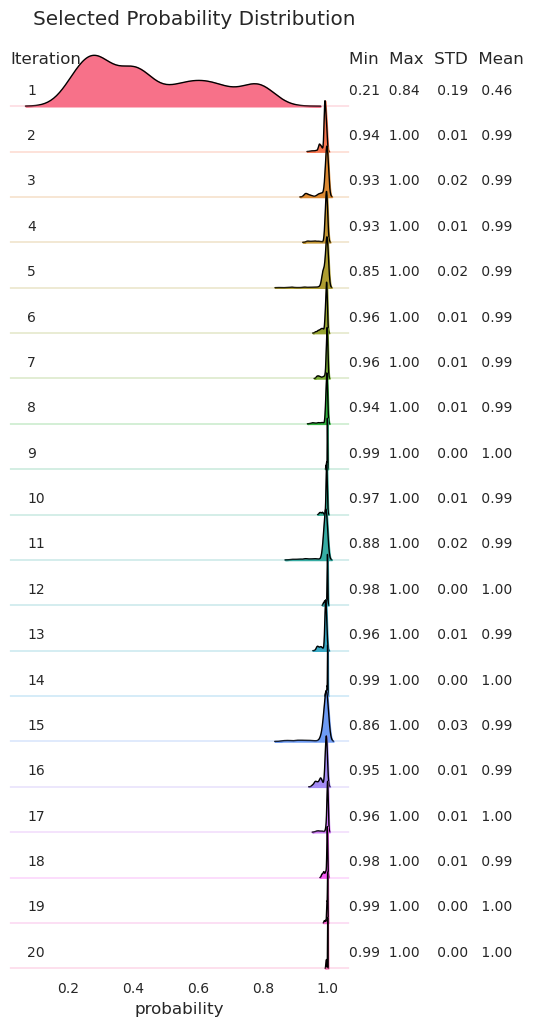 Selected Probability Distribution
Iteration Min Max STD Mean
1 0.21 0.84 0.19 0.46
2 0.94 1.00 0.01 0.99
3 0.93 1.00 0.02 0.99
4 0.93 1.00 0.01 0.99
5 0.85 1.00 0.02 0.99
6 0.96 1.00 0.01 0.99
7 0.96 1.00 0.01 0.99
8 0.94 1.00 0.01 0.99
9 0.99 1.00 0.00 1.00
10 0.97 1.00 0.01 0.99
11 0.88 1.00 0.02 0.99
12 0.98 1.00 0.00 1.00
13 0.96 1.00 0.01 0.99
14 0.99 1.00 0.00 1.00
15 0.86 1.00 0.03 0.99
16 0.95 1.00 0.01 0.99
17 0.96 1.00 0.01 1.00
18 0.98 1.00 0.01 0.99
19 0.99 1.00 0.00 1.00
20 0.99 1.00 0.00 1.00
0.2 0.4 0.6 0.8 1.0
probability